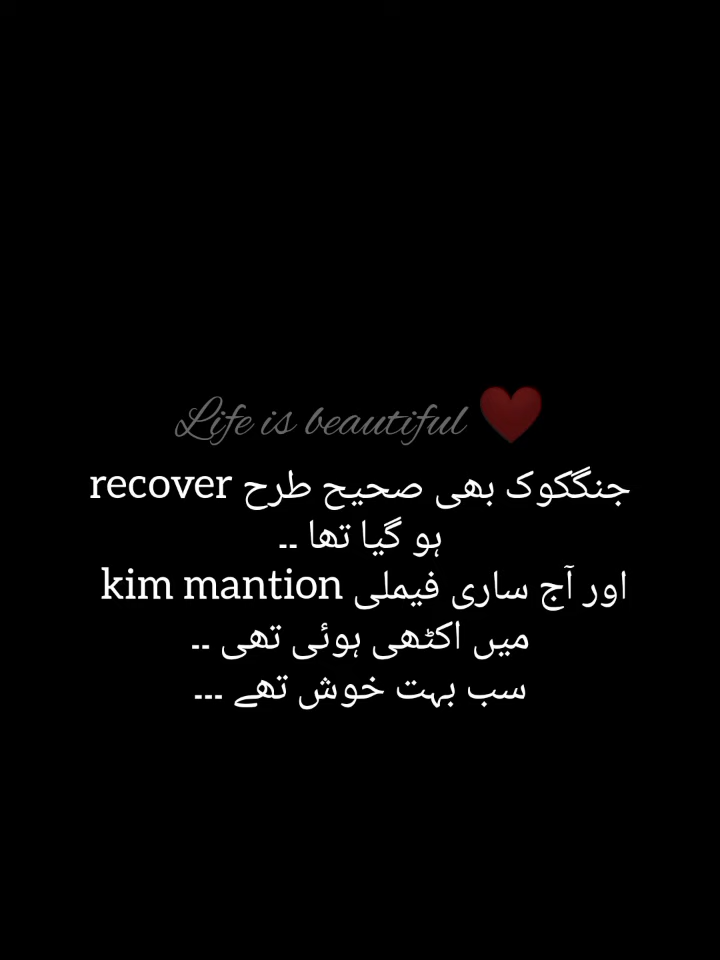 Life is beautiful ❤
جنگکوک بھی صحیح طرح recover
ہو گیا تھا ۔۔
اور آج ساری فیملی kim mantion
میں اکٹھی ہوئی تھی ۔۔
سب بہت خوش تھے ۔۔۔